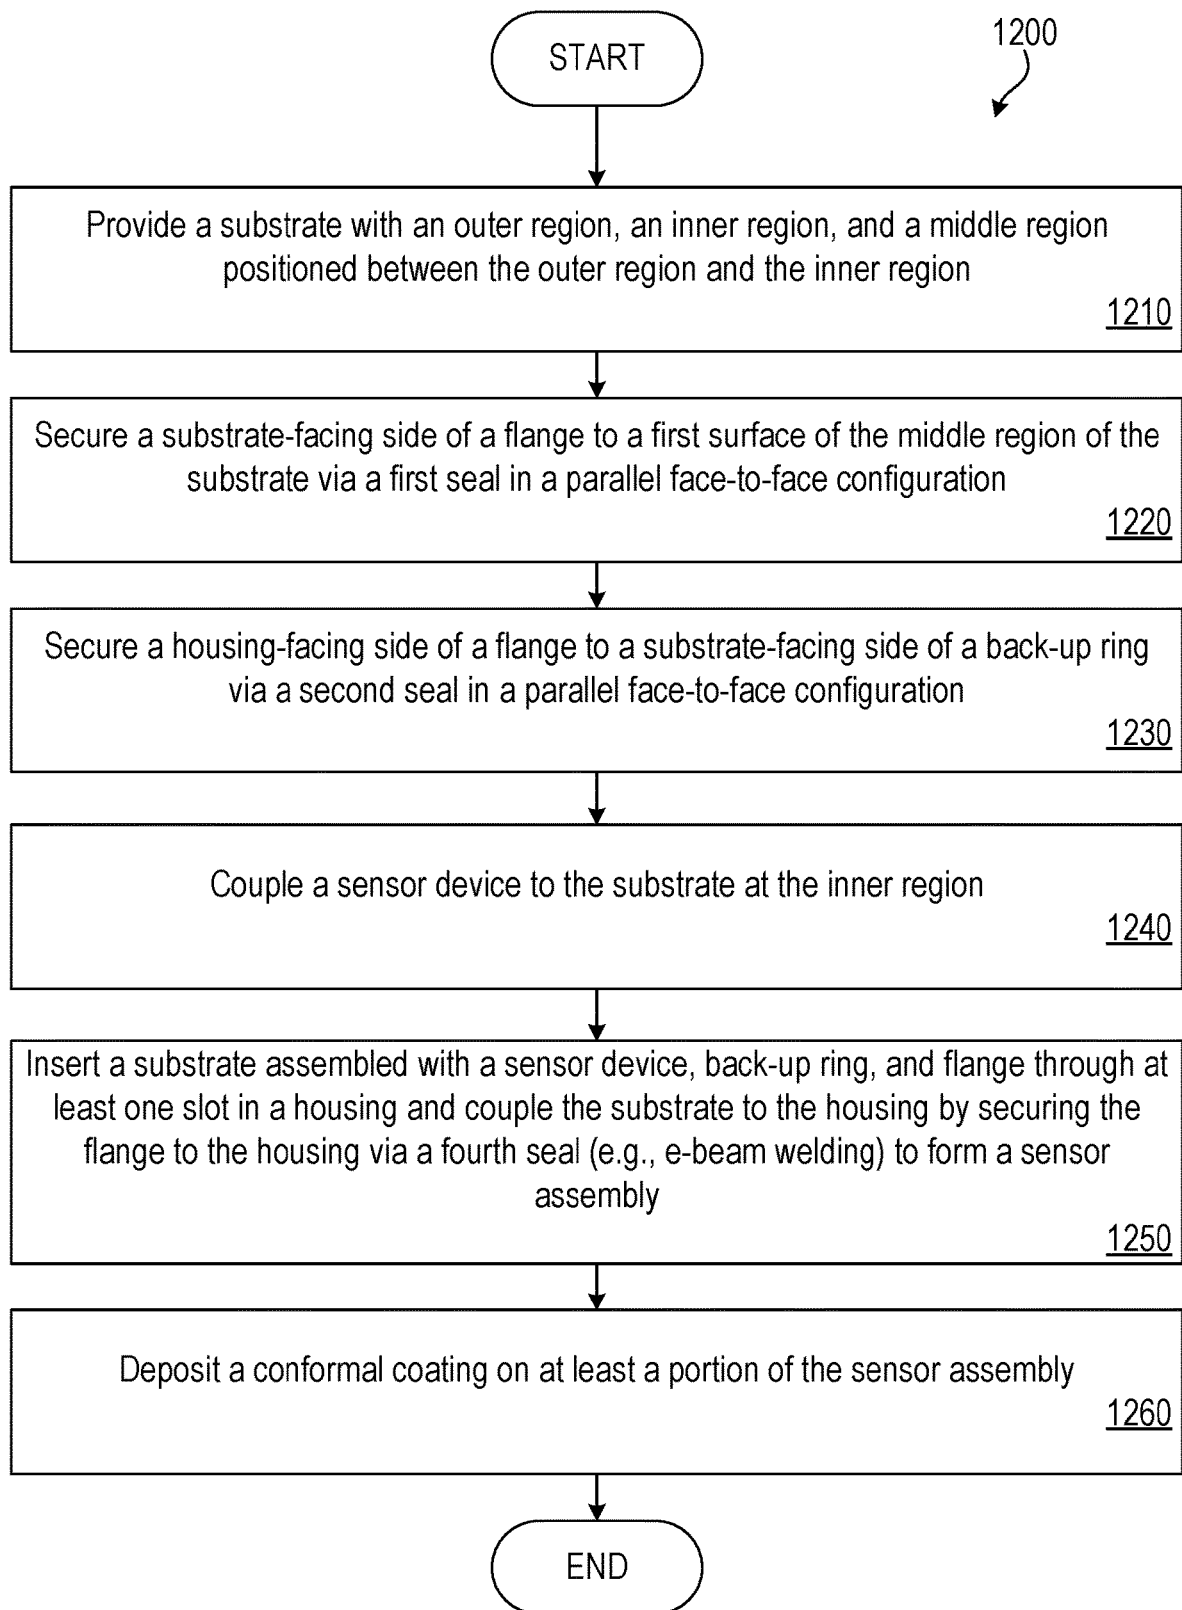 START
1200
Provide a substrate with an outer region, an inner region, and a middle region
positioned between the outer region and the inner region
1210
Secure a substrate-facing side of a flange to a first surface of the middle region of the
substrate via a first seal in a parallel face-to-face configuration
1220
Secure a housing-facing side of a flange to a substrate-facing side of a back-up ring
via a second seal in a parallel face-to-face configuration
1230
Couple a sensor device to the substrate at the inner region
1240
Insert a substrate assembled with a sensor device, back-up ring, and flange through at
least one slot in a housing and couple the substrate to the housing by securing the
flange to the housing via a fourth seal (e.g., e-beam welding) to form a sensor
assembly
1250
Deposit a conformal coating on at least a portion of the sensor assembly
1260
END